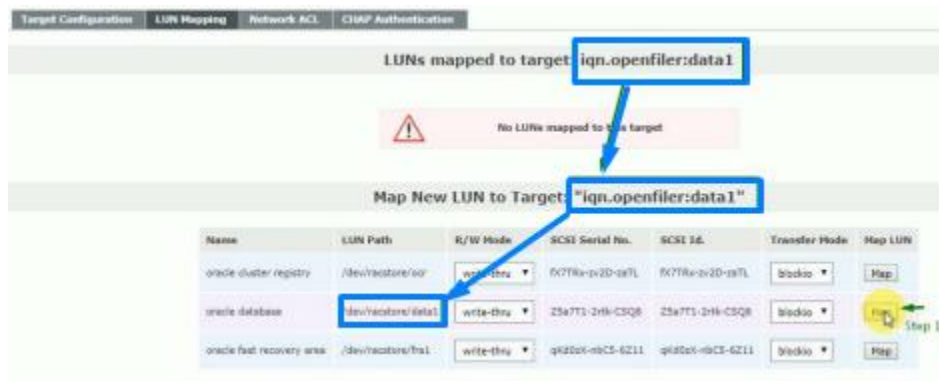 Target Configuration LUN Mapping Network ACL CHAP Authentication
LUNs mapped to target: iqn.openfiler:data1
No LUNs mapped to this target
Map New LUN to Target: "iqn.openfiler:data1"
Name LUN Path R/W Mode SCSI Serial No. SCSI Id. Transfer Mode Map LUN
oracle cluster registry /dev/racstore/ocr write-thru blockio Map
oracle database /dev/racstore/data1 write-thru blockio Map
Step 1
oracle fast recovery area /dev/racstore/fra1 write-thru blockio Map